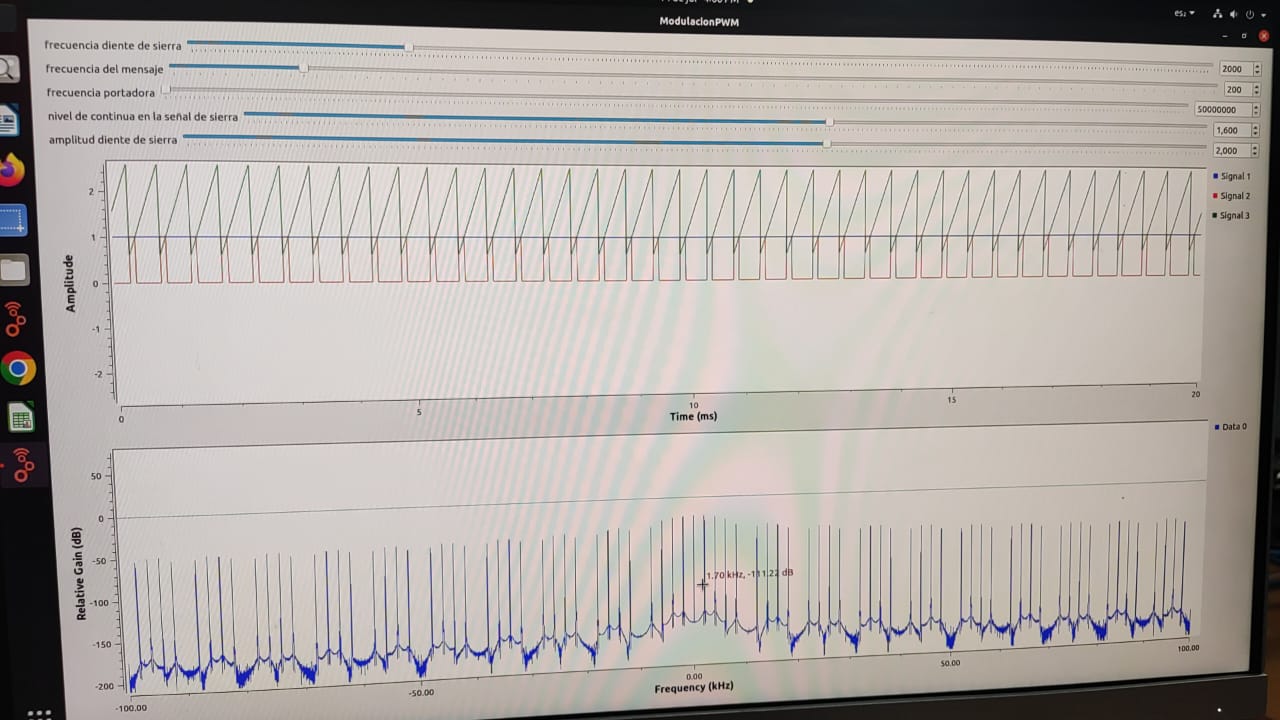 ModulacionPWM
es₂
frecuencia diente de sierra
2000
frecuencia del mensaje
200
frecuencia portadora
50000000
nivel de continua en la señal de sierra
1,600
amplitud diente de sierra
2,000
Signal 1
Signal 2
Signal 3
2
1
0
-1
-2
Amplitude
0
5
10
15
20
Time (ms)
Data 0
50
0
-50
-100
-150
-200
Relative Gain (dB)
1.70 kHz, -111.22 dB
-100.00
-50.00
0.00
50.00
100.00
Frequency (kHz)